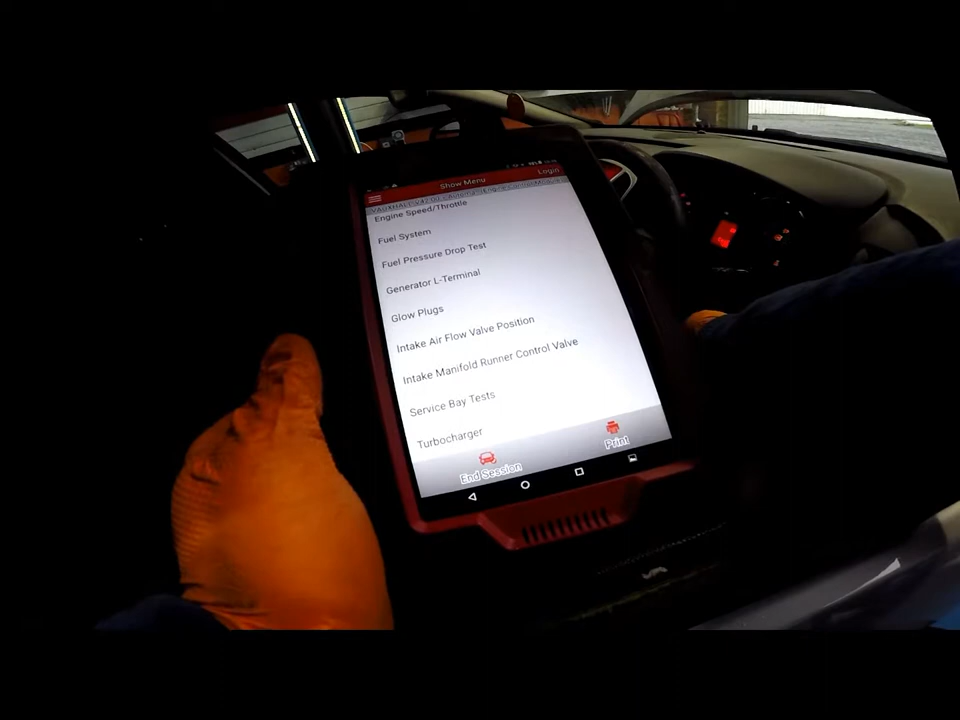 Show Menu
Login
Engine Speed/Throttle
Fuel System
Fuel Pressure Drop Test
Generator L-Terminal
Glow Plugs
Intake Air Flow Valve Position
Intake Manifold Runner Control Valve
Service Bay Tests
Turbocharger
End Session
Print